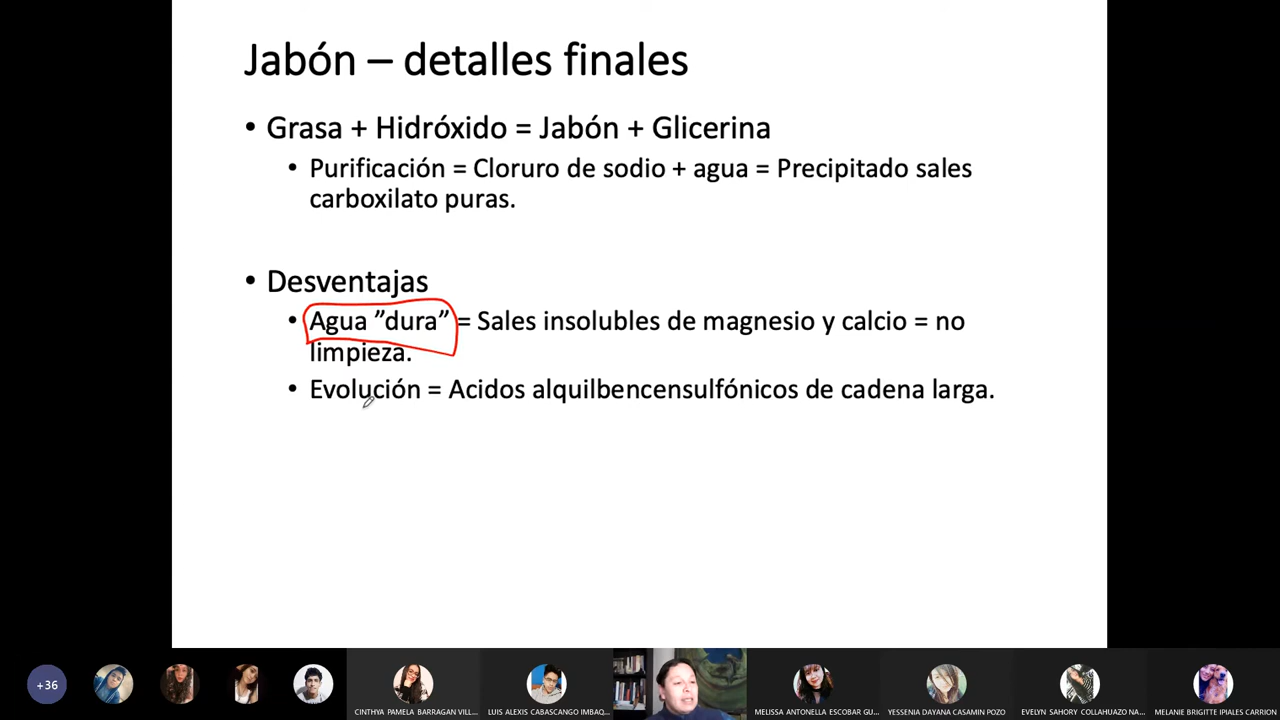 Jabón – detalles finales
• Grasa + Hidróxido = Jabón + Glicerina
• Purificación = Cloruro de sodio + agua = Precipitado sales
carboxilato puras.
• Desventajas
• Agua ”dura” = Sales insolubles de magnesio y calcio = no
limpieza.
• Evolución = Acidos alquilbencensulfónicos de cadena larga.
+36
CINTHYA PAMELA BARRAGAN VILL...
LUIS ALEXIS CABASCANGO IMBAQ...
MELISSA ANTONELLA ESCOBAR GU...
YESSENIA DAYANA CASAMIN POZO
EVELYN SAHORY COLLAHUAZO NA...
MELANIE BRIGITTE IPIALES CARRION